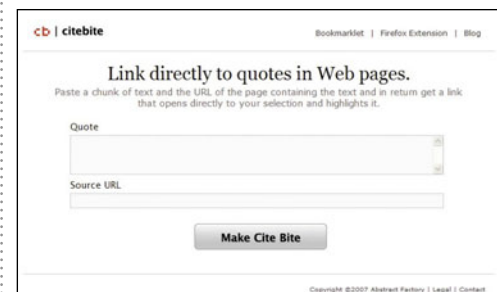 cb | citebite
Bookmarklet | Firefox Extension | Blog
Link directly to quotes in Web pages.
Paste a chunk of text and the URL of the page containing the text and in return get a link
that opens directly to your selection and highlights it.
Quote
Source URL
Make Cite Bite
Copyright ©2007 Abstract Factory | Legal | Contact